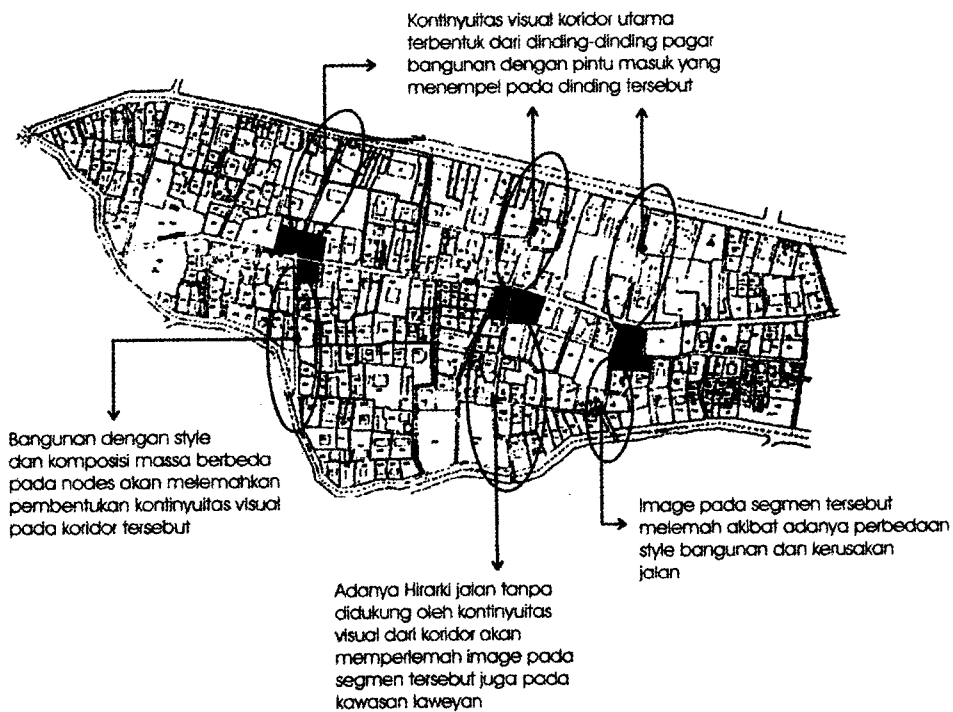 Kontinyuitas visual koridor utama
terbentuk dari dinding-dinding pagar
bangunan dengan pintu masuk yang
menempel pada dinding tersebut
Bangunan dengan style
dan komposisi massa berbeda
pada nodes akan melemahkan
pembentukan kontinyuitas visual
pada koridor tersebut
Image pada segmen tersebut
melemah akibat adanya perbedaan
style bangunan dan kerusakan
jalan
Adanya Hirarki jalan tanpa
didukung oleh kontinyuitas
visual dari koridor akan
memperlemah image pada
segmen tersebut juga pada
kawasan laweyan